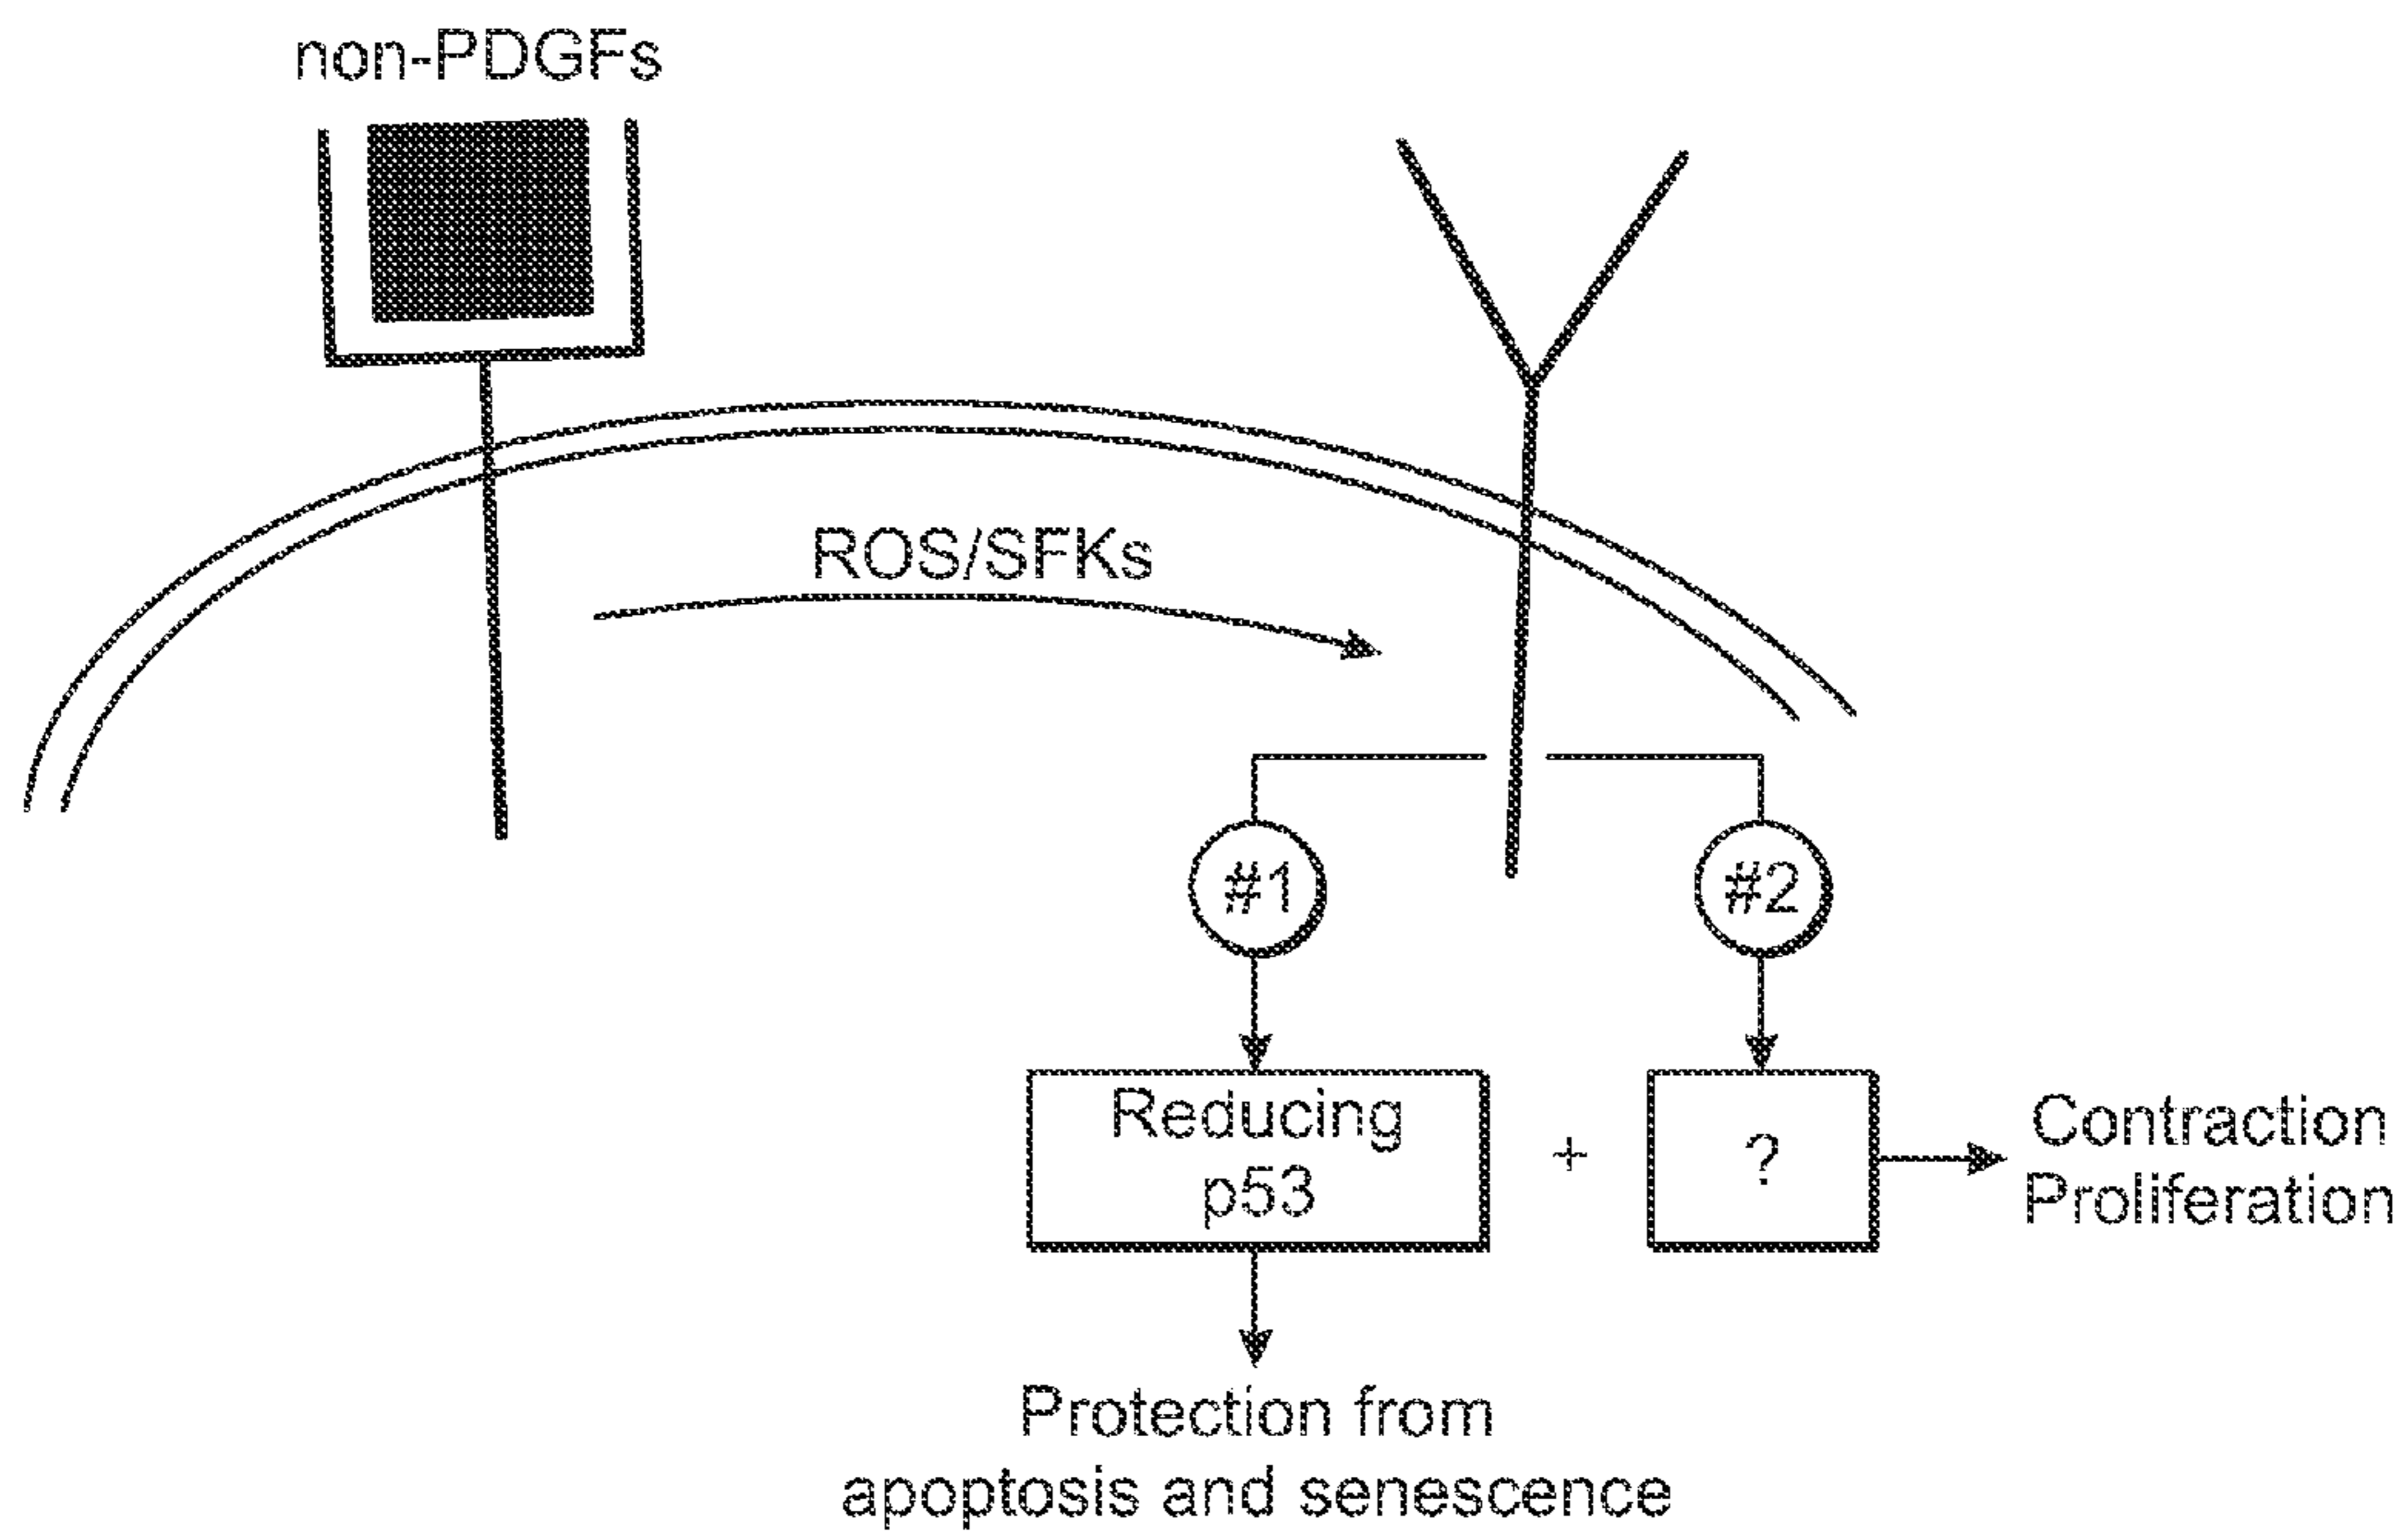 non-PDGFs
ROS/SFKs
#1
#2
Reducing
p53
+
?
Contraction
Proliferation
Protection from
apoptosis and senescence